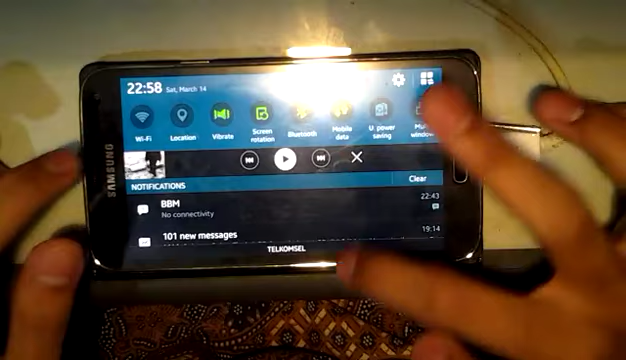 22:58 Sat, March 14
Wi-Fi Location Vibrate Screen rotation Bluetooth Mobile data U. power saving
SAMSUNG
NOTIFICATIONS Clear
BBM 22:43
No connectivity
101 new messages 19:14
TELKOMSEL